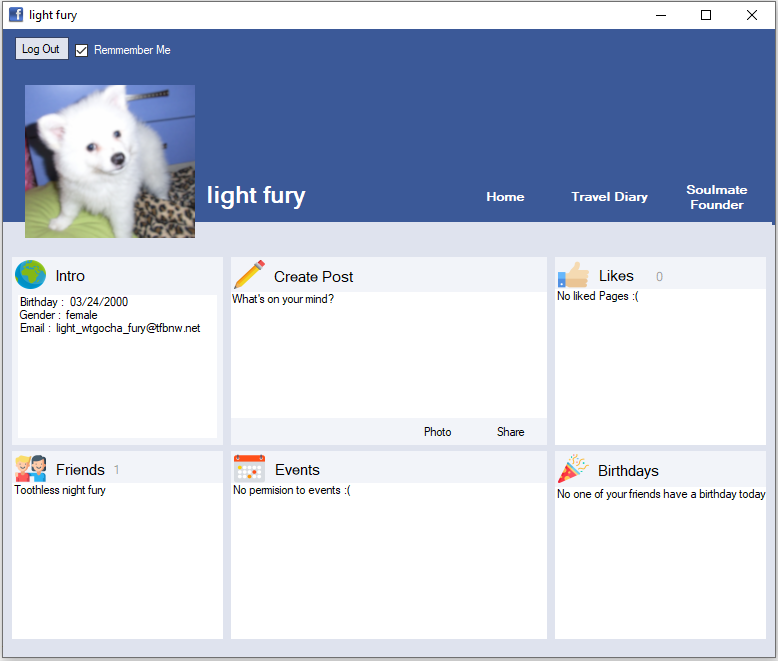 light fury
Log Out
Remmember Me
light fury
Home
Travel Diary
Soulmate
Founder
Intro
Birthday : 03/24/2000
Gender : female
Email : light_wtgocha_fury@tfbnw.net
Create Post
What's on your mind?
Photo
Share
Likes 0
No liked Pages :(
Friends 1
Toothless night fury
Events
No permision to events :(
Birthdays
No one of your friends have a birthday today